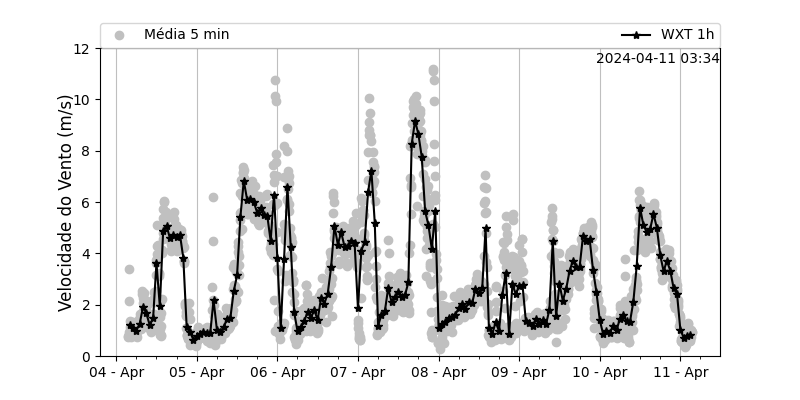 Média 5 min WXT 1h
2024-04-11 03:34
Velocidade do Vento (m/s)
12
10
8
6
4
2
0
04 - Apr 05 - Apr 06 - Apr 07 - Apr 08 - Apr 09 - Apr 10 - Apr 11 - Apr